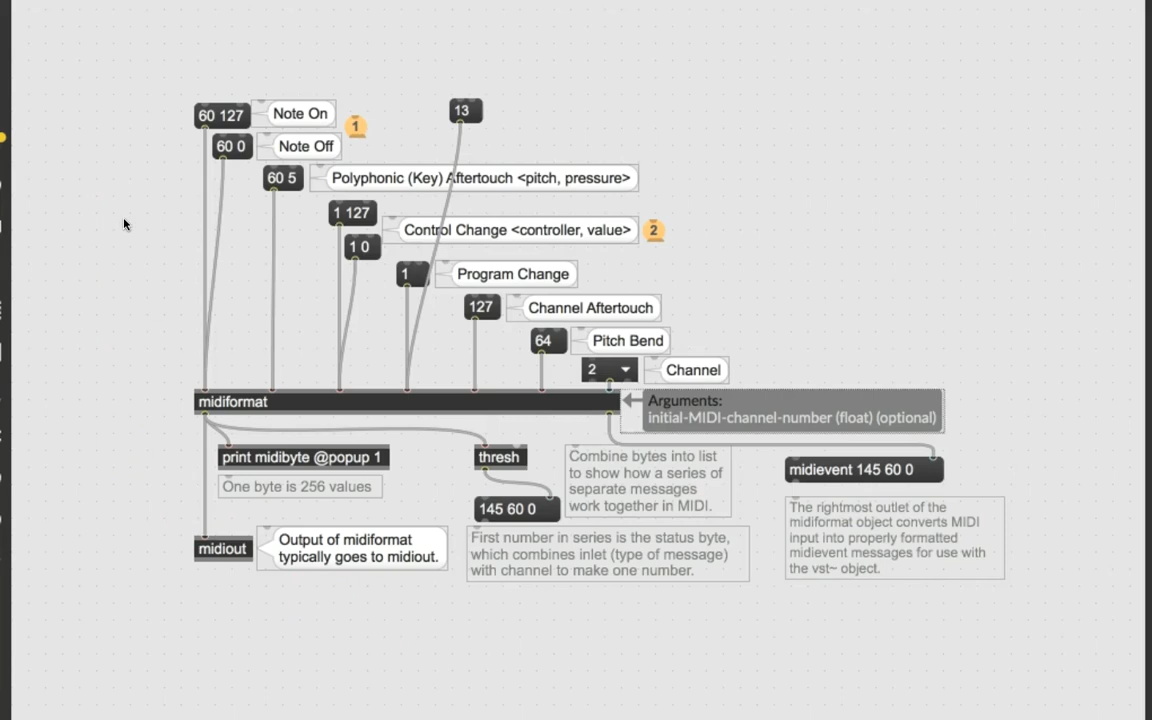 60 127
Note On
13
1
60 0
Note Off
60 5
Polyphonic (Key) Aftertouch <pitch, pressure>
1 127
Control Change <controller, value>
2
1 0
1
Program Change
127
Channel Aftertouch
64
Pitch Bend
2
Channel
midiformat
Arguments:
initial-MIDI-channel-number (float) (optional)
print midibyte @popup 1
One byte is 256 values
thresh
Combine bytes into list
to show how a series of
separate messages
work together in MIDI.
midievent 145 60 0
145 60 0
The rightmost outlet of the
midiformat object converts MIDI
input into properly formatted
midievent messages for use with
the vst~ object.
midiout
Output of midiformat
typically goes to midiout.
First number in series is the status byte,
which combines inlet (type of message)
with channel to make one number.